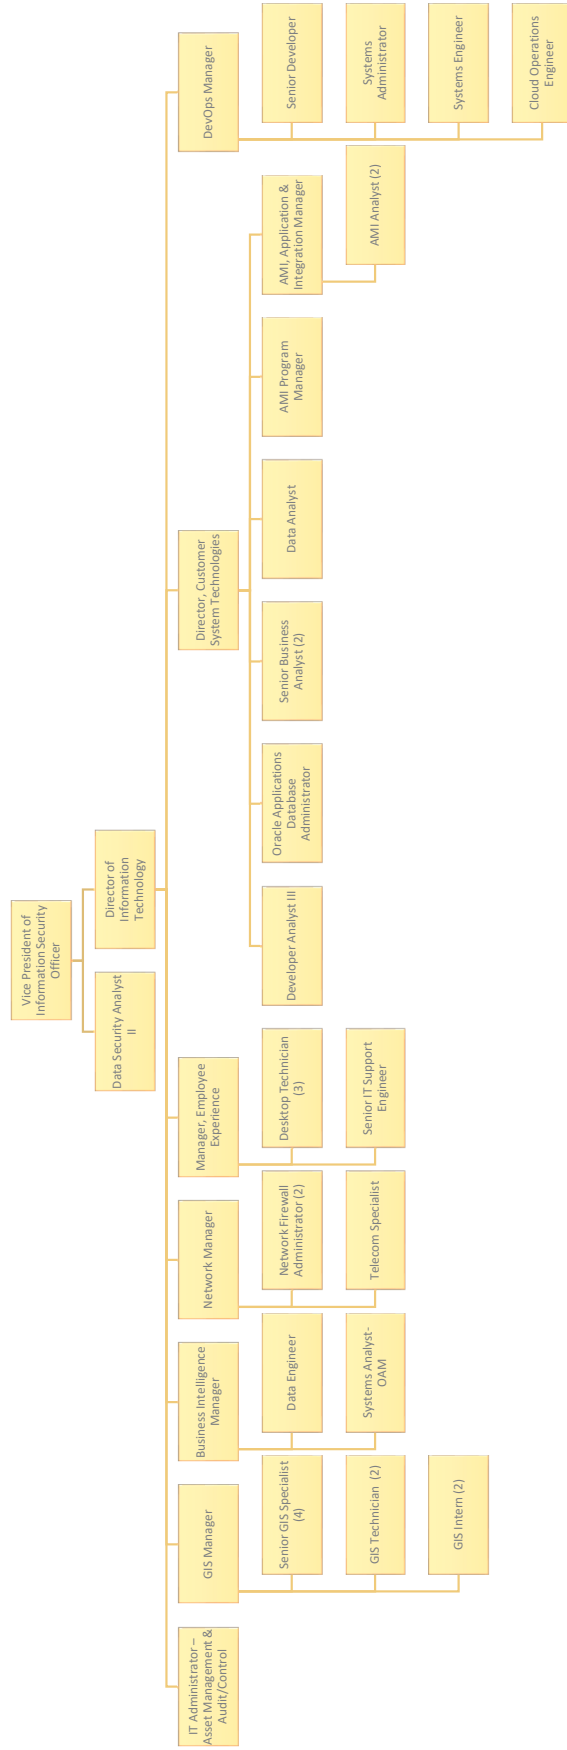 Vice President of
Information Security
Officer
Data Security Analyst
II
Director of
Information
Technology
IT Administrator –
Asset Management &
Audit/Control
GIS Manager
Business Intelligence
Manager
Network Manager
Manager, Employee
Experience
Director, Customer
System Technologies
DevOps Manager
Senior GIS Specialist
(4)
GIS Technician (2)
GIS Intern (2)
Data Engineer
Systems Analyst-
OAM
Network Firewall
Administrator (2)
Telecom Specialist
Desktop Technician
(3)
Senior IT Support
Engineer
Developer Analyst III
Oracle Applications
Database
Administrator
Senior Business
Analyst (2)
Data Analyst
AMI Program
Manager
AMI, Application &
Integration Manager
AMI Analyst (2)
Senior Developer
Systems
Administrator
Systems Engineer
Cloud Operations
Engineer